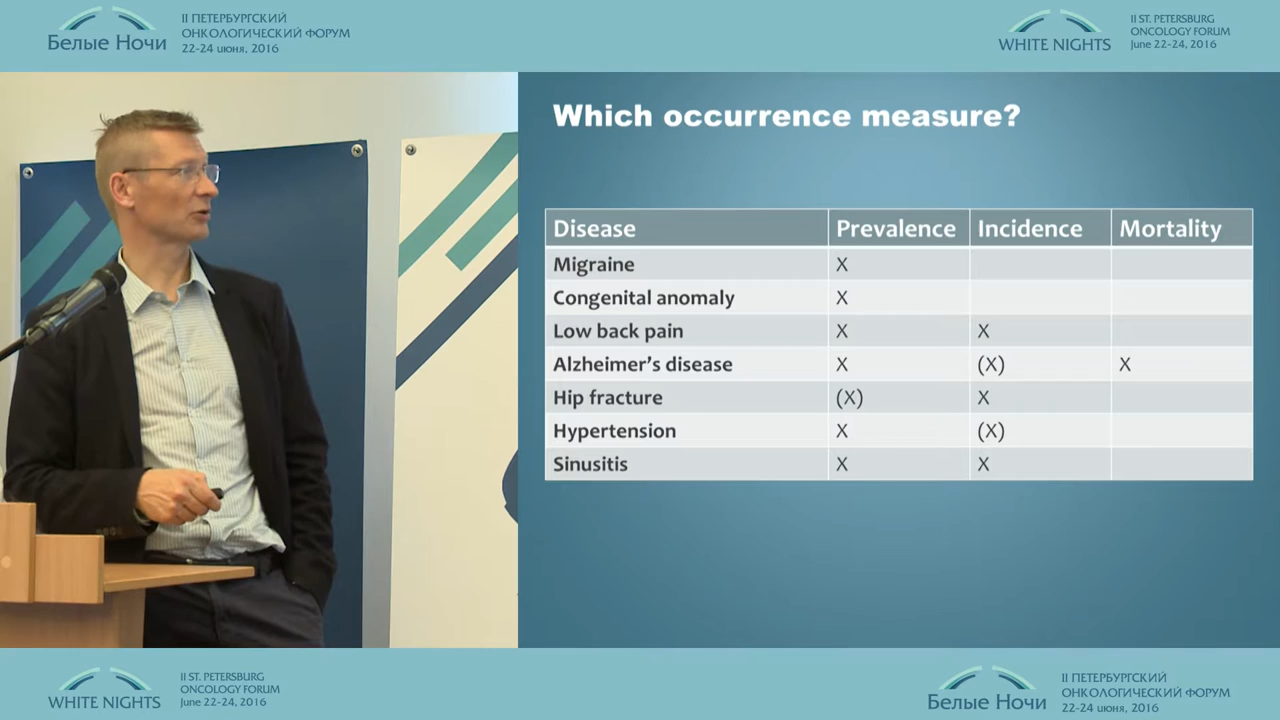 Белые Ночи
II ПЕТЕРБУРГСКИЙ
ОНКОЛОГИЧЕСКИЙ ФОРУМ
22-24 июня, 2016
WHITE NIGHTS
II ST. PETERSBURG
ONCOLOGY FORUM
June 22-24, 2016
Which occurrence measure?
Disease Prevalence Incidence Mortality
Migraine X
Congenital anomaly X
Low back pain X X
Alzheimer's disease X (X) X
Hip fracture (X) X
Hypertension X (X)
Sinusitis X X
WHITE NIGHTS
II ST. PETERSBURG
ONCOLOGY FORUM
June 22-24, 2016
Белые Ночи
II ПЕТЕРБУРГСКИЙ
ОНКОЛОГИЧЕСКИЙ ФОРУМ
22-24 июня, 2016